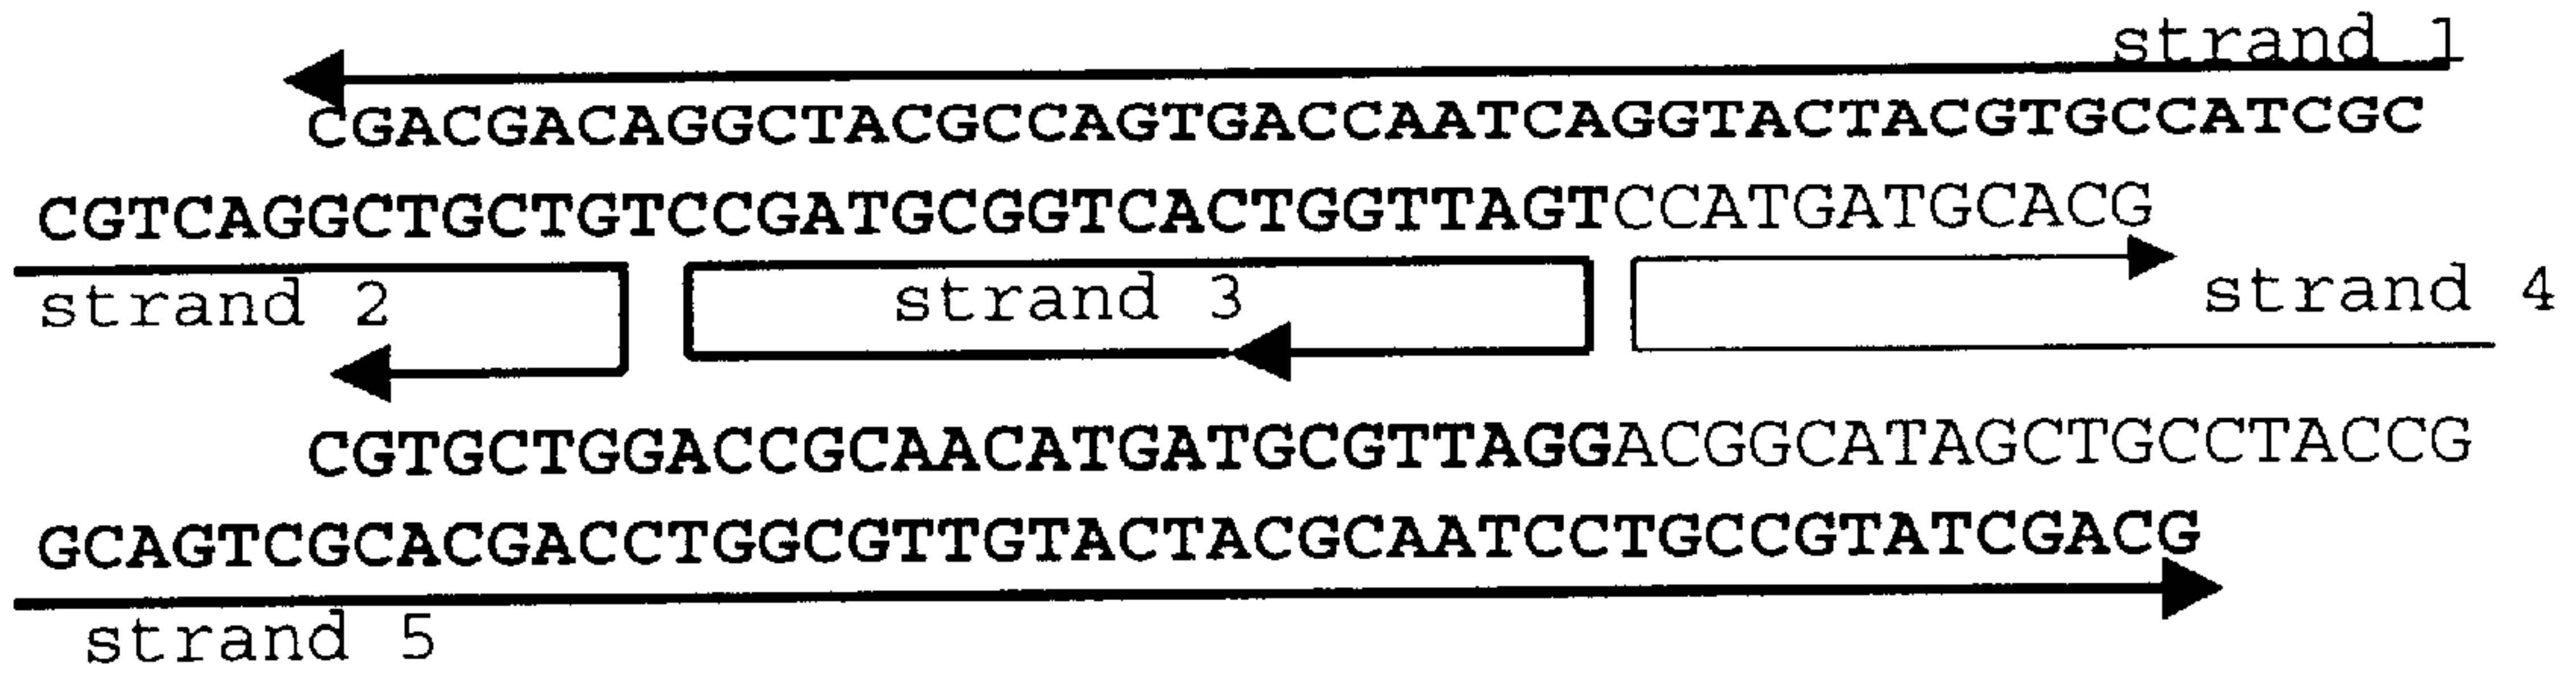 strand 1
CGACGACAGGCTACGCCAGTGACCAATCAGGTACTACGTGCCATCGC
CGTCAGGCTGCTGTCCGATGCGGTCACTGGTTAGTCCATGATGCACG
strand 2 strand 3 strand 4
CGTGCTGGACCGCAACATGATGCGTTAGGACGGCATAGCTGCCTACCG
GCAGTCGCACGACCTGGCGTTGTACTACGCAATCCTGCCGTATCGACG
strand 5